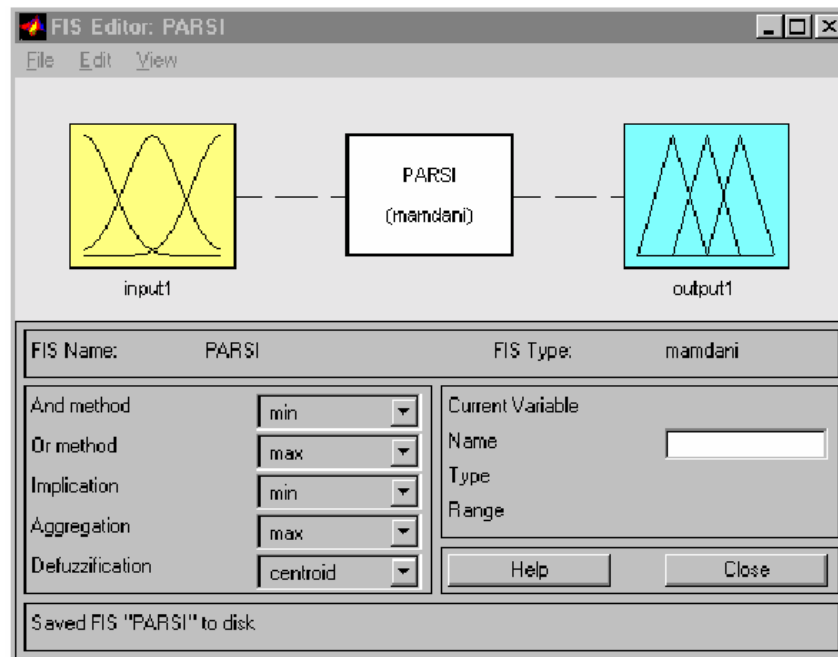 FIS Editor: PARSI
File Edit View
PARSI
(mamdani)
input1
output1
FIS Name: PARSI FIS Type: mamdani
And method min
Or method max
Implication min
Aggregation max
Defuzzification centroid
Current Variable
Name
Type
Range
Help Close
Saved FIS "PARSI" to disk